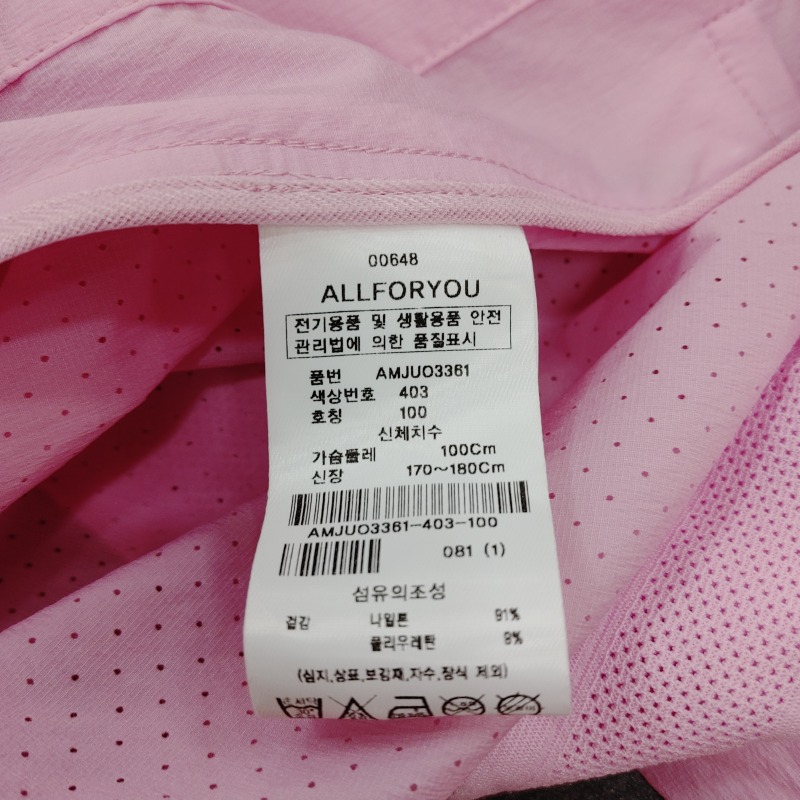 00648
ALLFORYOU
전기용품 및 생활용품 안전
관리법에 의한 품질표시
품번 AMJUO3361
색상번호 403
호칭 100
신체치수
가슴둘레 100Cm
신장 170~180Cm
AMJUO3361-403-100
081 (1)
섬유의조성
겉감 나일론 91%
폴리우레탄 9%
(심지,상표,보강재,자수,장식 제외)